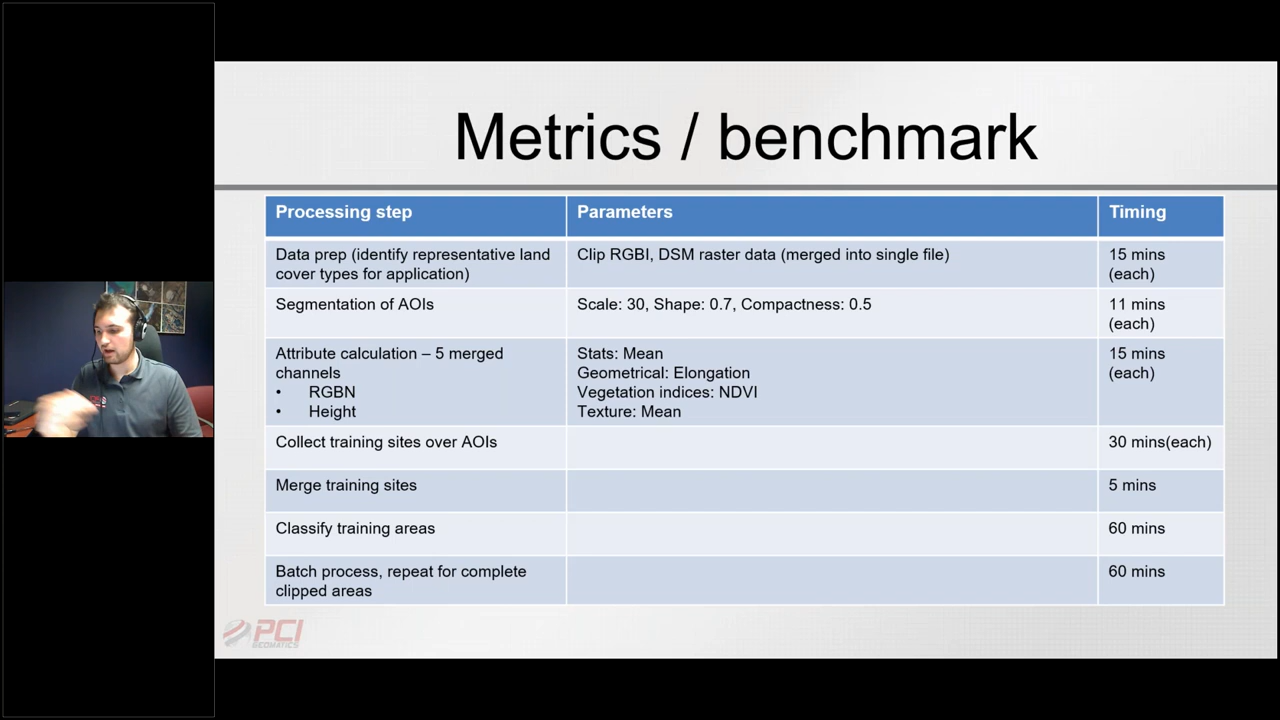 Metrics / benchmark
Processing step
Parameters
Timing
Data prep (identify representative land
cover types for application)
Clip RGBI, DSM raster data (merged into single file)
15 mins
(each)
Segmentation of AOIs
Scale: 30, Shape: 0.7, Compactness: 0.5
11 mins
(each)
Attribute calculation – 5 merged
channels
• RGBN
• Height
Stats: Mean
Geometrical: Elongation
Vegetation indices: NDVI
Texture: Mean
15 mins
(each)
Collect training sites over AOIs
30 mins(each)
Merge training sites
5 mins
Classify training areas
60 mins
Batch process, repeat for complete
clipped areas
60 mins
PCI
GEOMATICS